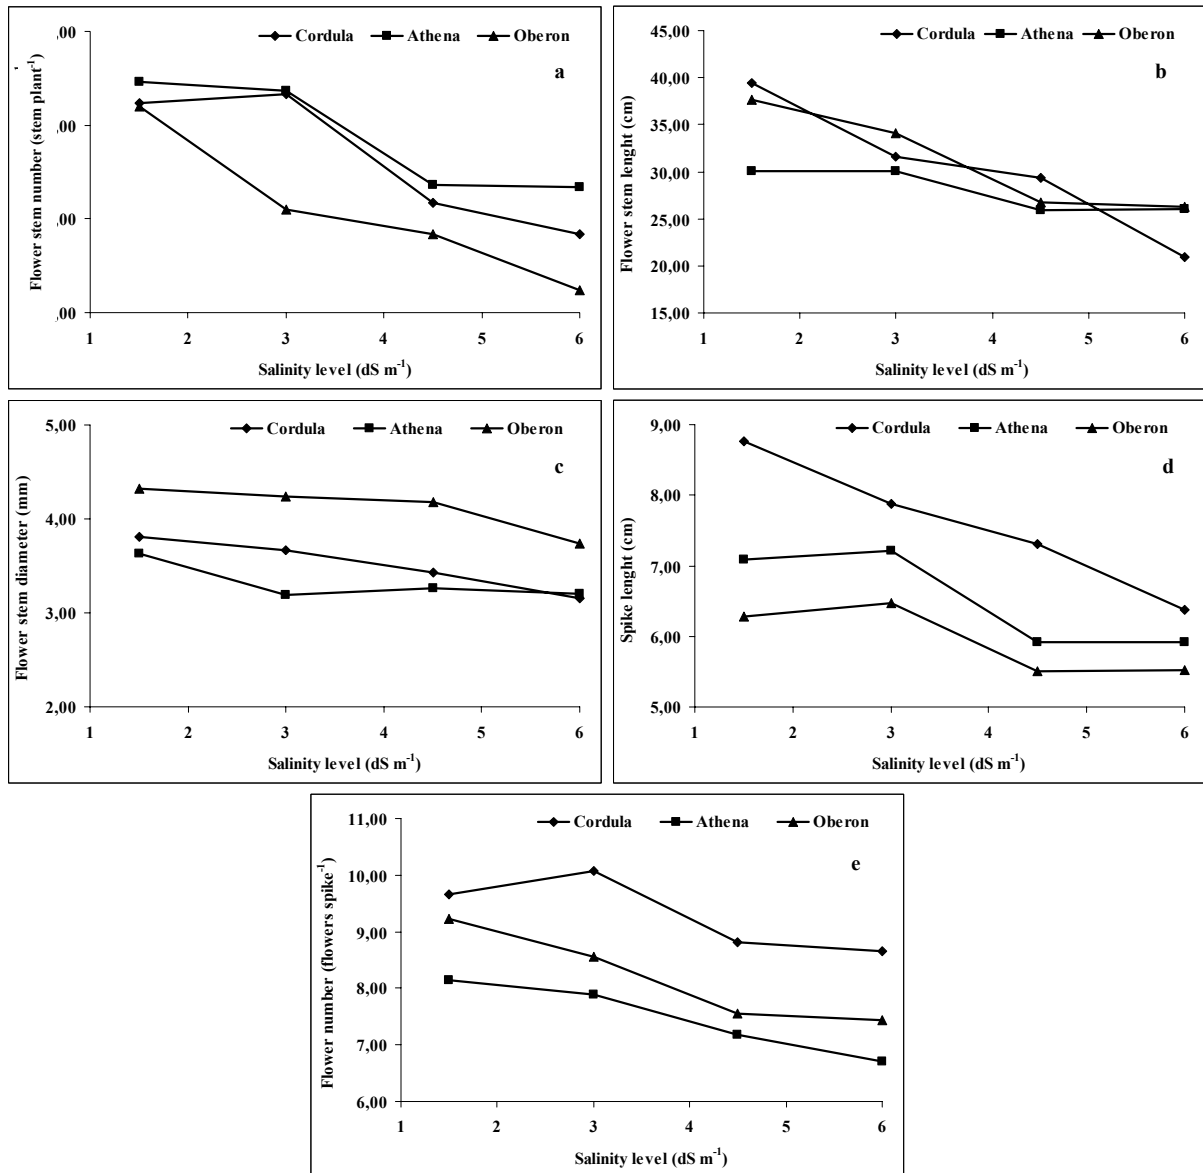 Cordula Athena Oberon
a
Flower stem number (stem plant⁻¹)
,00
,00
,00
,00
1 2 3 4 5 6
Salinity level (dS m⁻¹)
Cordula Athena Oberon
b
Flower stem lenght (cm)
45,00
40,00
35,00
30,00
25,00
20,00
15,00
1 2 3 4 5 6
Salinity level (dS m⁻¹)
Cordula Athena Oberon
c
Flower stem diameter (mm)
5,00
4,00
3,00
2,00
1 2 3 4 5 6
Salinity level (dS m⁻¹)
Cordula Athena Oberon
d
Spike lenght (cm)
9,00
8,00
7,00
6,00
5,00
1 2 3 4 5 6
Salinity level (dS m⁻¹)
Cordula Athena Oberon
e
Flower number (flowers spike⁻¹)
11,00
10,00
9,00
8,00
7,00
6,00
1 2 3 4 5 6
Salinity level (dS m⁻¹)